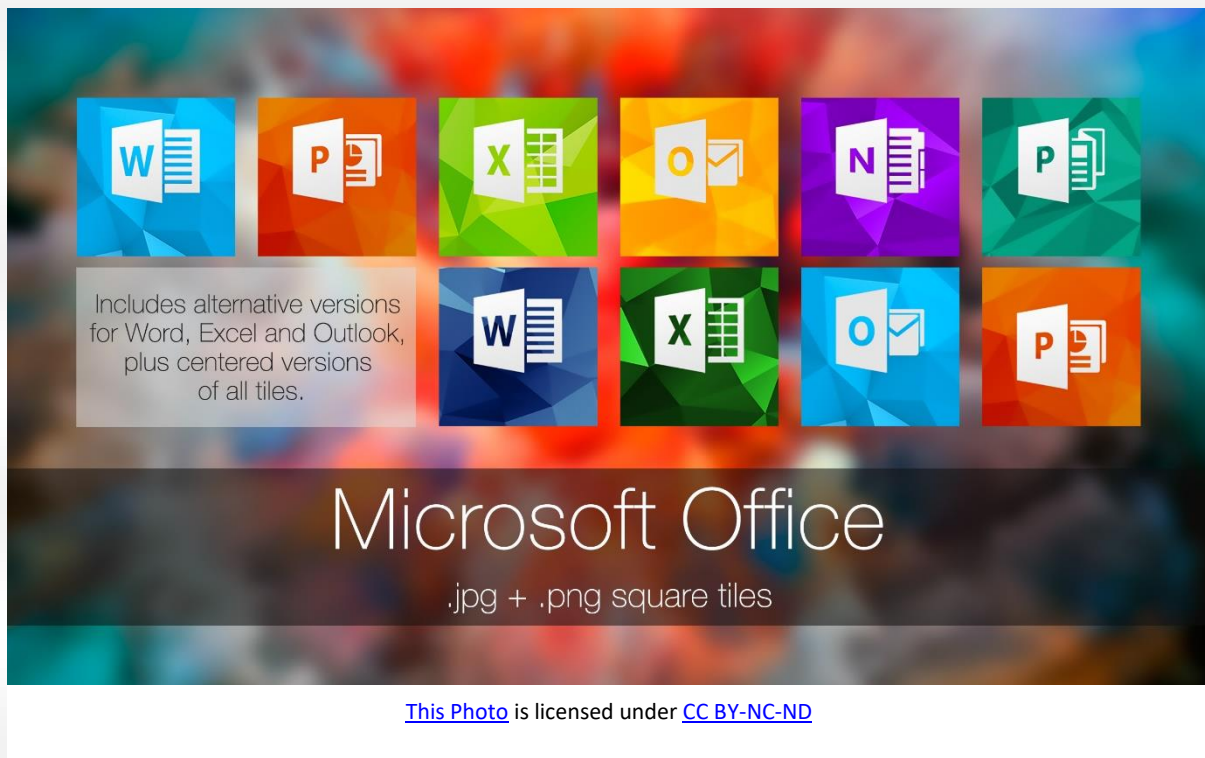 W
P
X
O
N
P
Includes alternative versions
for Word, Excel and Outlook,
plus centered versions
of all tiles.
W
X
O
P
Microsoft Office
.jpg + .png square tiles
This Photo is licensed under CC BY-NC-ND